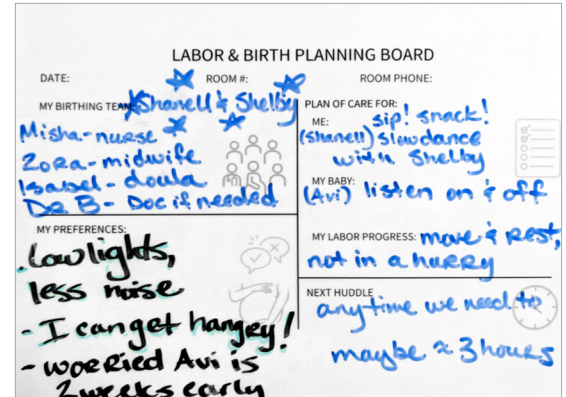 LABOR & BIRTH PLANNING BOARD
DATE: ROOM #: ROOM PHONE:
MY BIRTHING TEAM: Shanell & Shelby
Misha - nurse
Zora - midwife
Isabel - doula
Dr B - Doc if needed
PLAN OF CARE FOR:
ME: sip! snack!
(Shanell) slowdance
with Shelby
MY BABY:
(Avi) listen on & off
MY LABOR PROGRESS: move & rest,
not in a hurry
MY PREFERENCES:
- Low lights,
less noise
- I can get hangry!
- worried Avi is
2 weeks early
NEXT HUDDLE
anytime we need to
maybe ≈ 3 hours